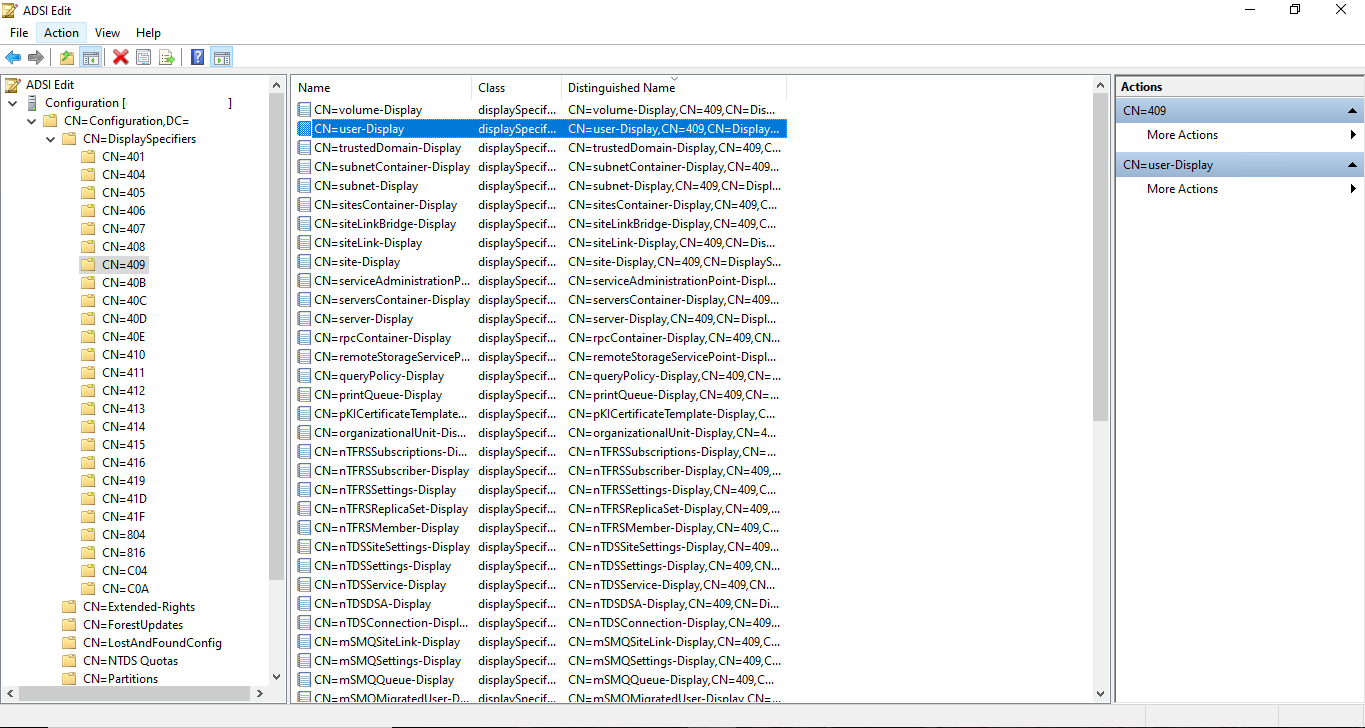 ADSI Edit
File Action View Help
ADSI Edit
Configuration [ ]
CN=Configuration,DC=
CN=DisplaySpecifiers
CN=401
CN=404
CN=405
CN=406
CN=407
CN=408
CN=409
CN=40B
CN=40C
CN=40D
CN=40E
CN=410
CN=411
CN=412
CN=413
CN=414
CN=415
CN=416
CN=419
CN=41D
CN=41F
CN=804
CN=816
CN=C04
CN=C0A
CN=Extended-Rights
CN=ForestUpdates
CN=LostAndFoundConfig
CN=NTDS Quotas
CN=Partitions
Name Class Distinguished Name
CN=volume-Display displaySpecif... CN=volume-Display,CN=409,CN=Dis...
CN=user-Display displaySpecif... CN=user-Display,CN=409,CN=Display...
CN=trustedDomain-Display displaySpecif... CN=trustedDomain-Display,CN=409,C...
CN=subnetContainer-Display displaySpecif... CN=subnetContainer-Display,CN=409...
CN=subnet-Display displaySpecif... CN=subnet-Display,CN=409,CN=Displ...
CN=sitesContainer-Display displaySpecif... CN=sitesContainer-Display,CN=409,C...
CN=siteLinkBridge-Display displaySpecif... CN=siteLinkBridge-Display,CN=409,C...
CN=siteLink-Display displaySpecif... CN=siteLink-Display,CN=409,CN=Dis...
CN=site-Display displaySpecif... CN=site-Display,CN=409,CN=DisplayS...
CN=serviceAdministrationP... displaySpecif... CN=serviceAdministrationPoint-Displ...
CN=serversContainer-Display displaySpecif... CN=serversContainer-Display,CN=409...
CN=server-Display displaySpecif... CN=server-Display,CN=409,CN=Displ...
CN=rpcContainer-Display displaySpecif... CN=rpcContainer-Display,CN=409,CN...
CN=remoteStorageServiceP... displaySpecif... CN=remoteStorageServicePoint-Displ...
CN=queryPolicy-Display displaySpecif... CN=queryPolicy-Display,CN=409,CN=...
CN=printQueue-Display displaySpecif... CN=printQueue-Display,CN=409,CN=...
CN=pKICertificateTemplate... displaySpecif... CN=pKICertificateTemplate-Display,C...
CN=organizationalUnit-Dis... displaySpecif... CN=organizationalUnit-Display,CN=4...
CN=nTFRSSubscriptions-Di... displaySpecif... CN=nTFRSSubscriptions-Display,CN=...
CN=nTFRSSubscriber-Display displaySpecif... CN=nTFRSSubscriber-Display,CN=409,...
CN=nTFRSSettings-Display displaySpecif... CN=nTFRSSettings-Display,CN=409,C...
CN=nTFRSReplicaSet-Display displaySpecif... CN=nTFRSReplicaSet-Display,CN=409,...
CN=nTFRSMember-Display displaySpecif... CN=nTFRSMember-Display,CN=409,C...
CN=nTDSSiteSettings-Display displaySpecif... CN=nTDSSiteSettings-Display,CN=409...
CN=nTDSSettings-Display displaySpecif... CN=nTDSSettings-Display,CN=409,C...
CN=nTDSService-Display displaySpecif... CN=nTDSService-Display,CN=409,CN...
CN=nTDSDSA-Display displaySpecif... CN=nTDSDSA-Display,CN=409,CN=Di...
CN=nTDSConnection-Displ... displaySpecif... CN=nTDSConnection-Display,CN=409...
CN=mSMQSiteLink-Display displaySpecif... CN=mSMQSiteLink-Display,CN=409,C...
CN=mSMQSettings-Display displaySpecif... CN=mSMQSettings-Display,CN=409,C...
CN=mSMQQueue-Display displaySpecif... CN=mSMQQueue-Display,CN=409,C...
CN=mSMQMigratedUser-D... displaySpecif... CN=mSMQMigratedUser-Display,CN=...
Actions
CN=409
More Actions
CN=user-Display
More Actions